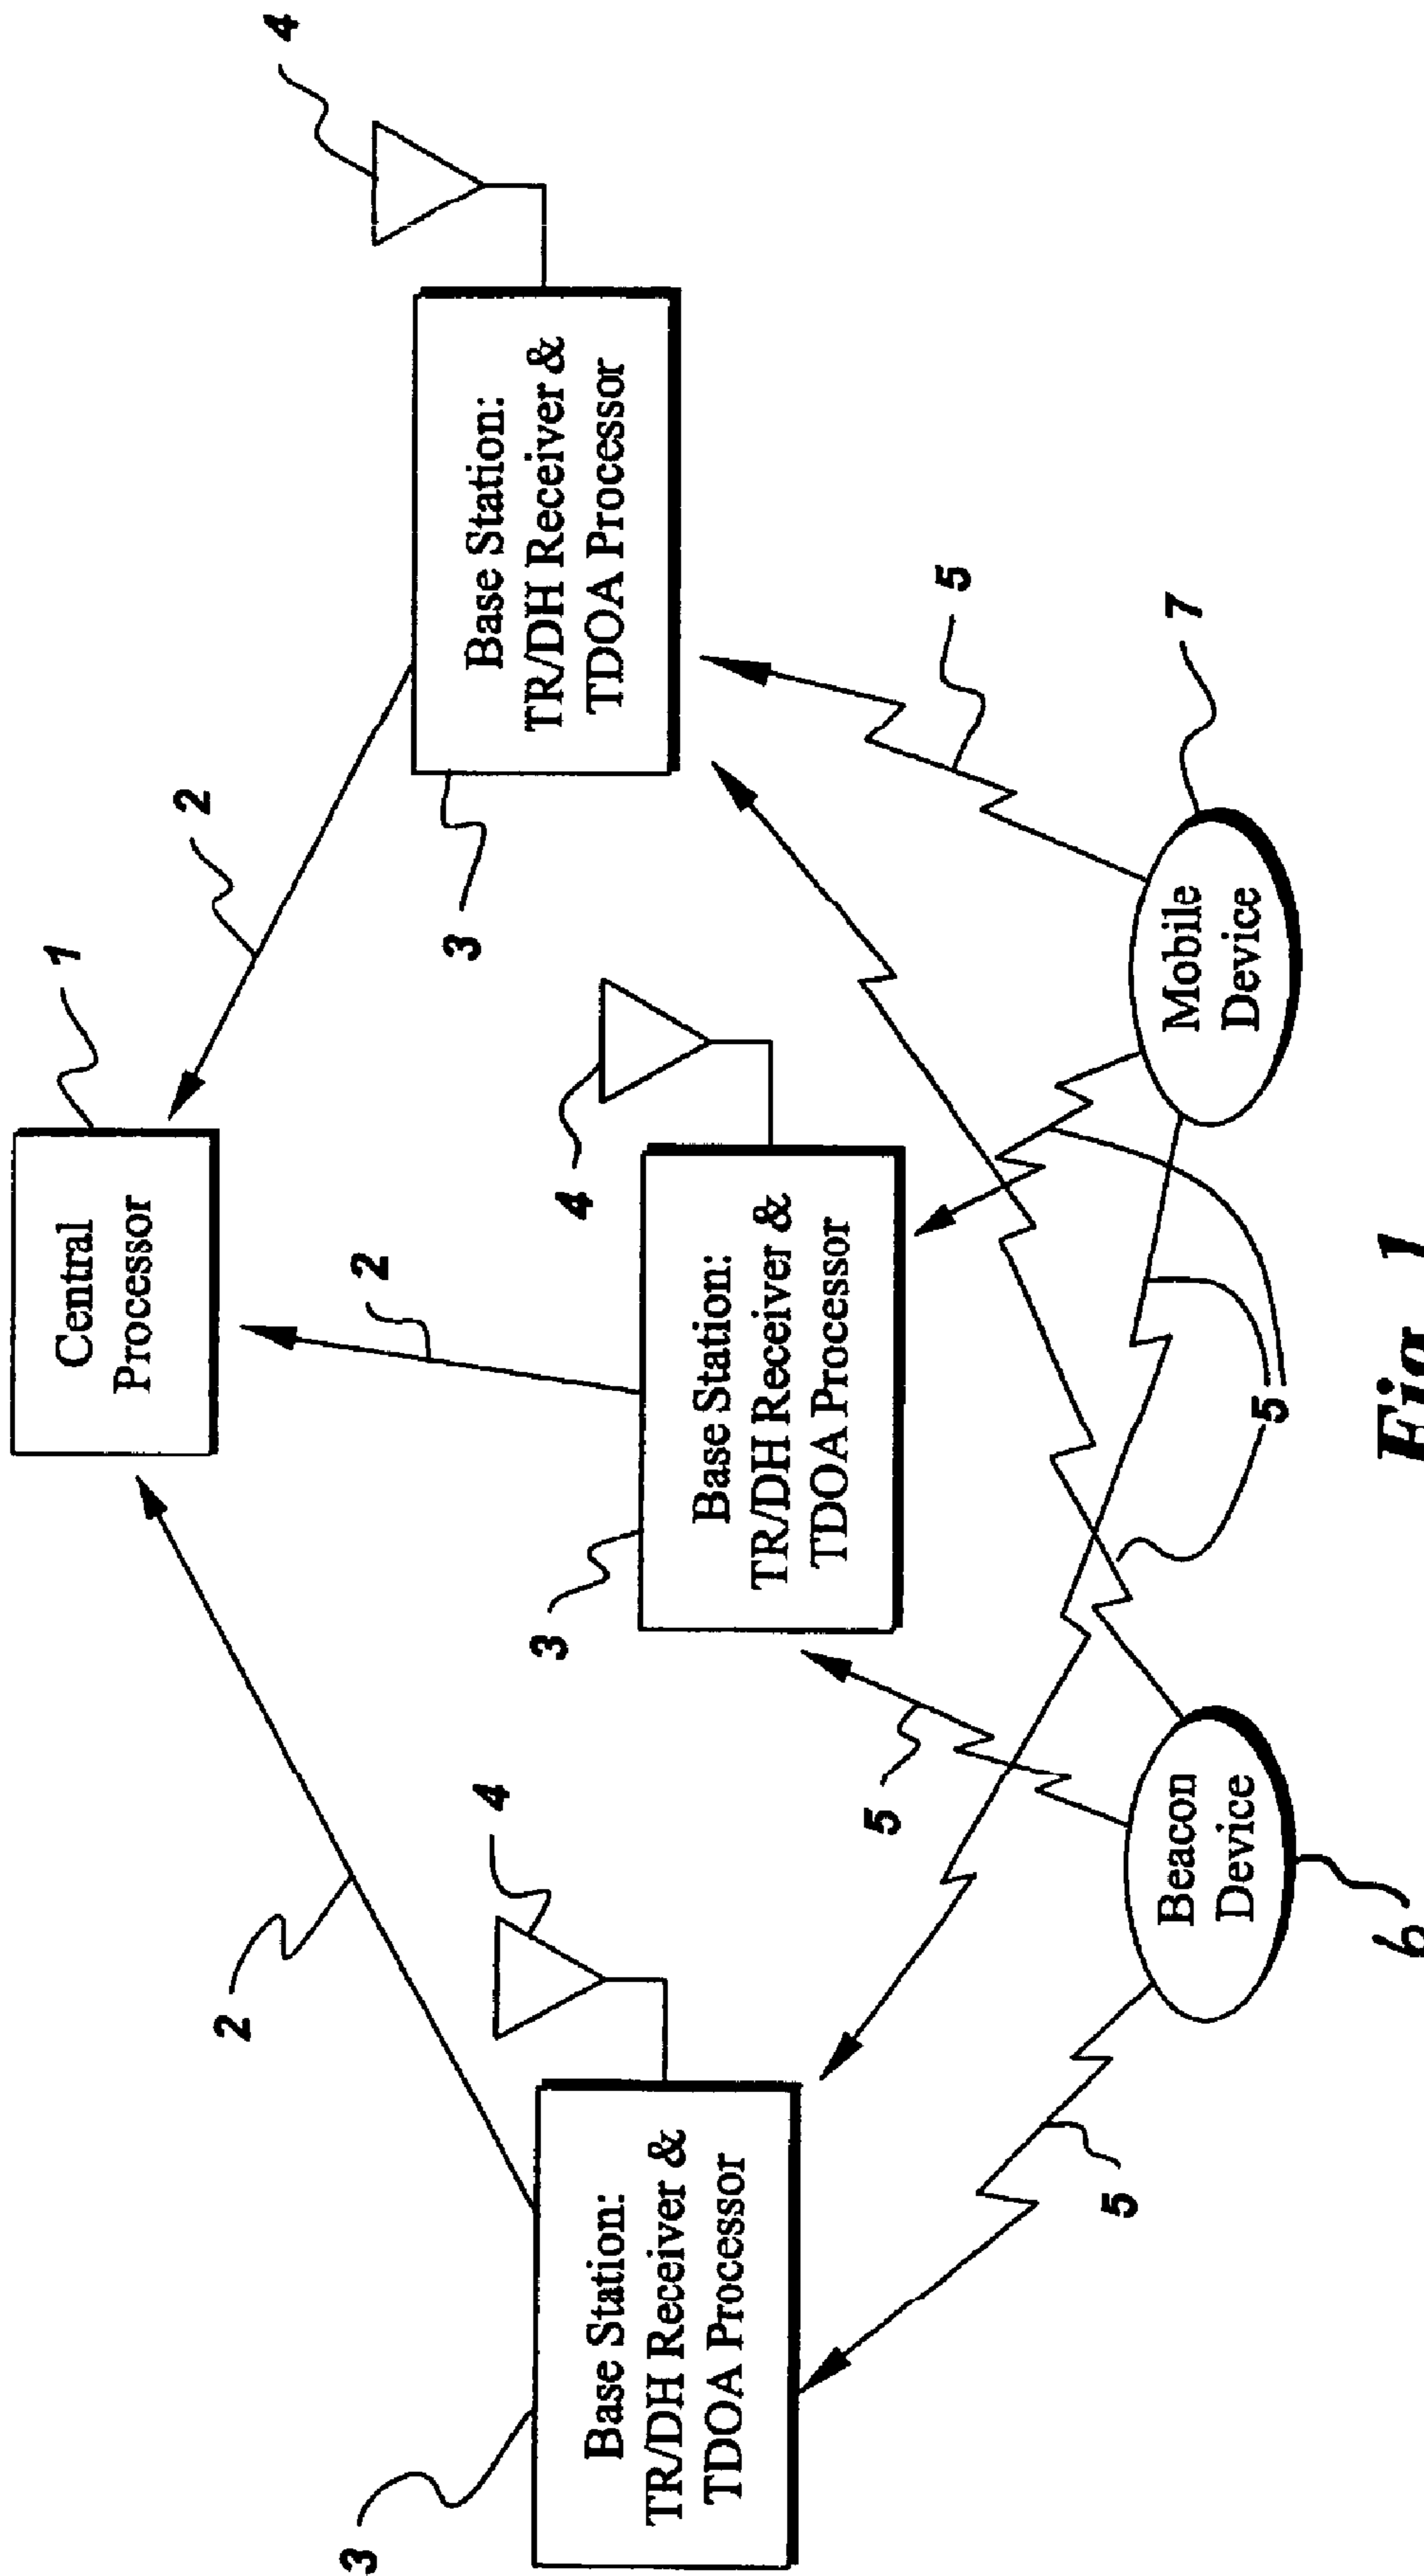 1
Central
Processor
2
2
2
4
4
4
3
Base Station:
TR/DH Receiver &
TDOA Processor
3
Base Station:
TR/DH Receiver &
TDOA Processor
3
Base Station:
TR/DH Receiver &
TDOA Processor
5
5
5
5
Beacon
Device
Mobile
Device
6
7
Fig. 1